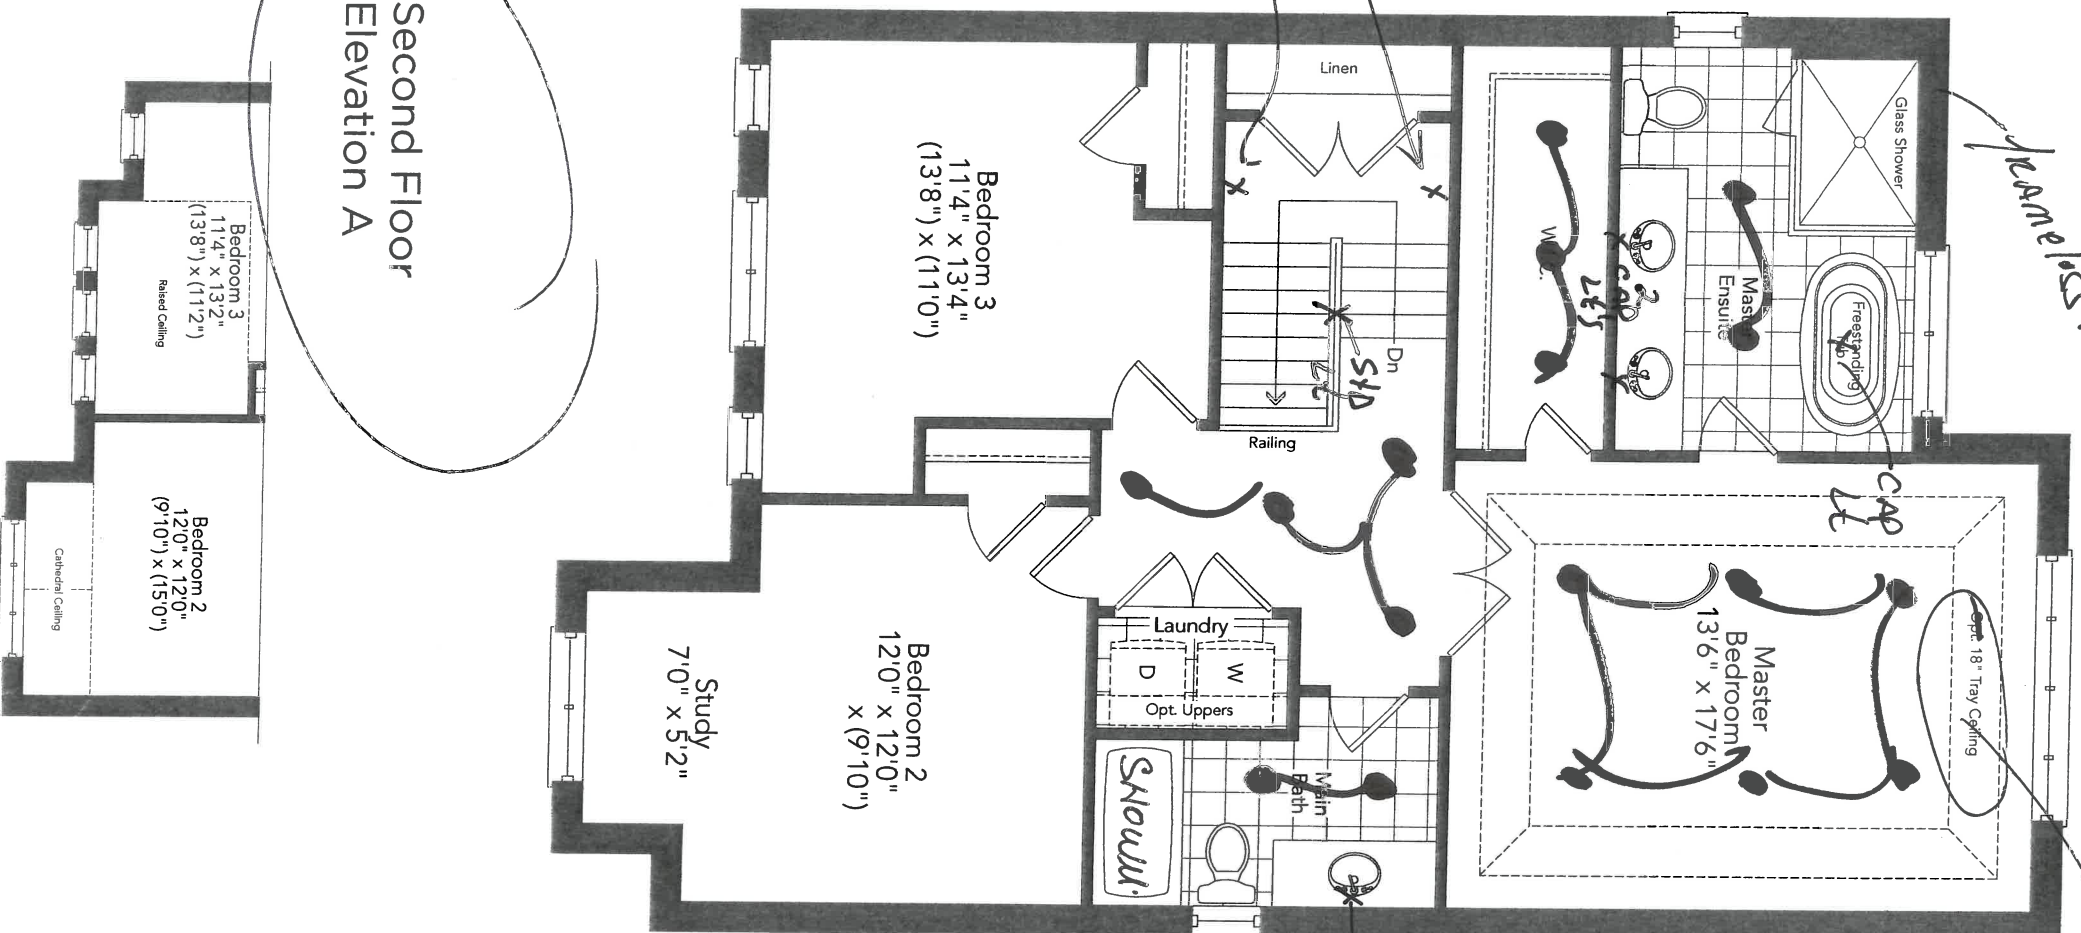 Second Floor
Elevation A
Bedroom 3
11'4" x 13'2"
(13'8") x (11'2")
Raised Ceiling
Bedroom 2
12'0" x 12'0"
(9'10") x (15'0")
Cathedral Ceiling
Bedroom 3
11'4" x 13'4"
(13'8") x (11'0")
Linen
Dn
STD
Lt
Railing
Glass Shower
Master
Ensuite
Freestanding
Tub
CAP
Lt's
CAP
Lt
Opt. 18" Tray Ceiling
Master
Bedroom
13'6" x 17'6"
Laundry
D
W
Opt. Uppers
Main
Bath
SHOWER
Bedroom 2
12'0" x 12'0"
x (9'10")
Study
7'0" x 5'2"